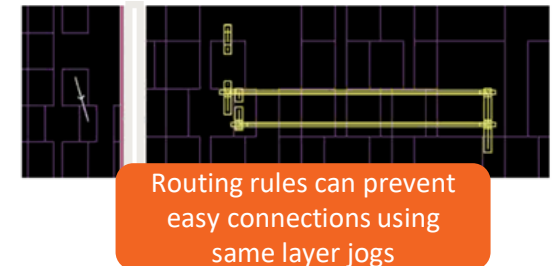 Routing rules can prevent
easy connections using
same layer jogs